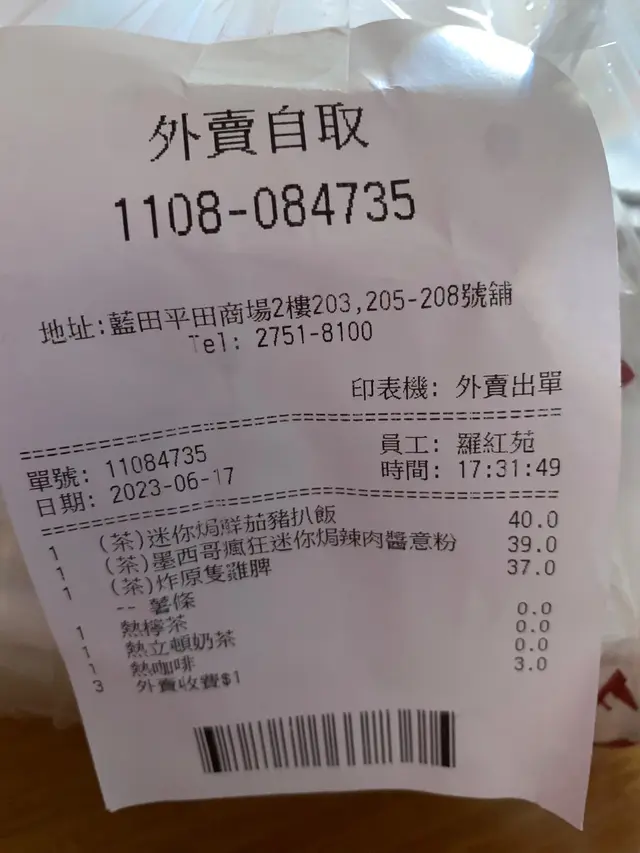 外賣自取
1108-084735
地址:藍田平田商場2樓203,205-208號舖
Tel: 2751-8100
印表機: 外賣出單
單號: 11084735 員工: 羅紅苑
日期: 2023-06-17 時間: 17:31:49
1 (茶)迷你焗鮮茄豬扒飯 40.0
1 (茶)墨西哥瘋狂迷你焗辣肉醬意粉 39.0
1 (茶)炸原隻雞脾 37.0
-- 薯條
1 熱檸茶 0.0
1 熱立頓奶茶 0.0
1 熱咖啡 0.0
3 外賣收費$1 3.0